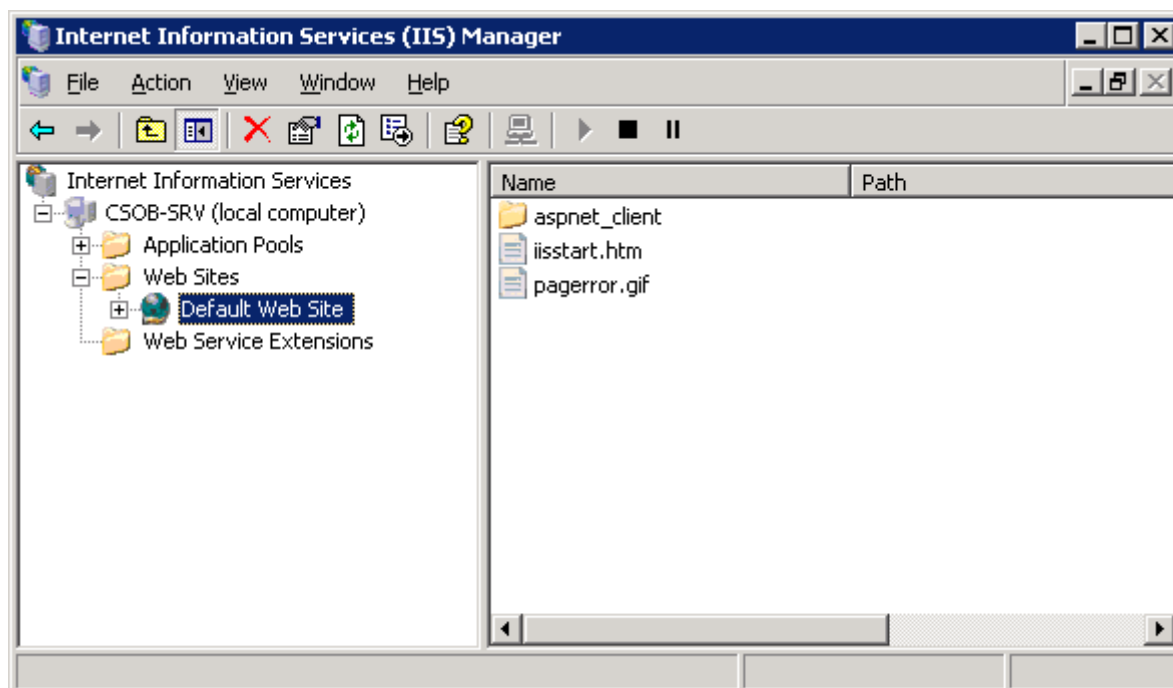 Internet Information Services (IIS) Manager
File Action View Window Help
Internet Information Services
CSOB-SRV (local computer)
Application Pools
Web Sites
Default Web Site
Web Service Extensions
Name Path
aspnet_client
iisstart.htm
pagerror.gif